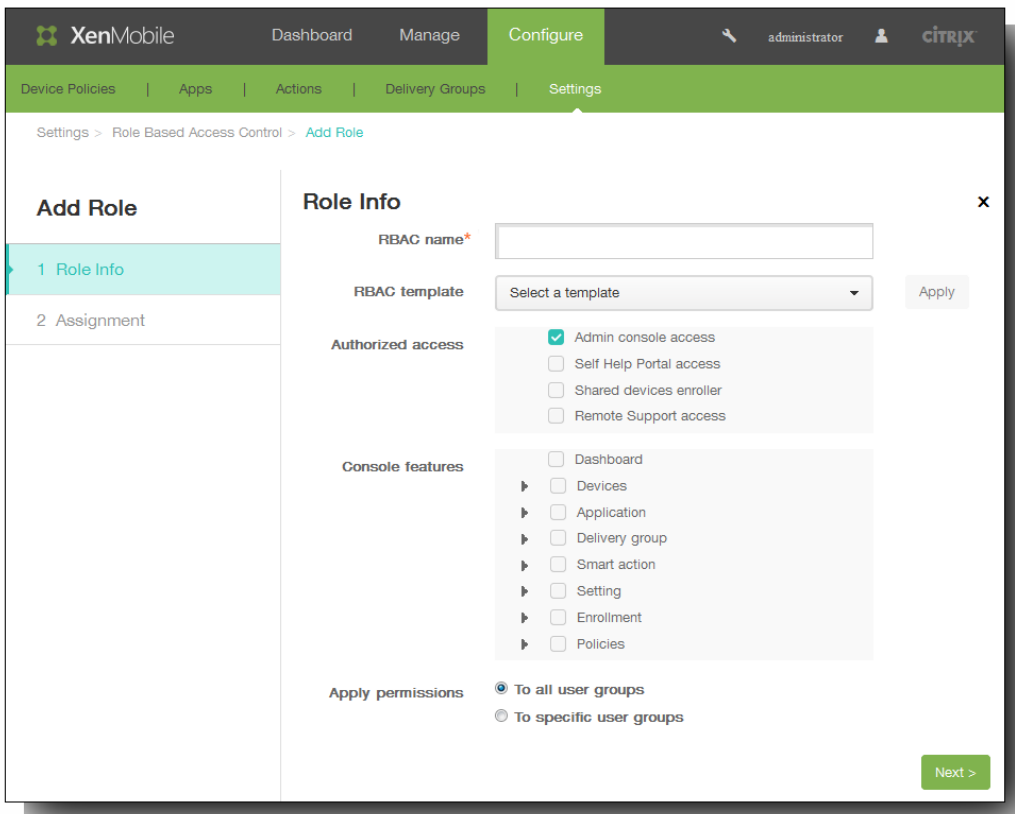 XenMobile Dashboard Manage Configure administrator CİTRIX
Device Policies | Apps | Actions | Delivery Groups | Settings
Settings > Role Based Access Control > Add Role
Add Role
1 Role Info
2 Assignment
Role Info
RBAC name*
RBAC template Select a template Apply
Authorized access
Admin console access
Self Help Portal access
Shared devices enroller
Remote Support access
Console features
Dashboard
Devices
Application
Delivery group
Smart action
Setting
Enrollment
Policies
Apply permissions
To all user groups
To specific user groups
Next >